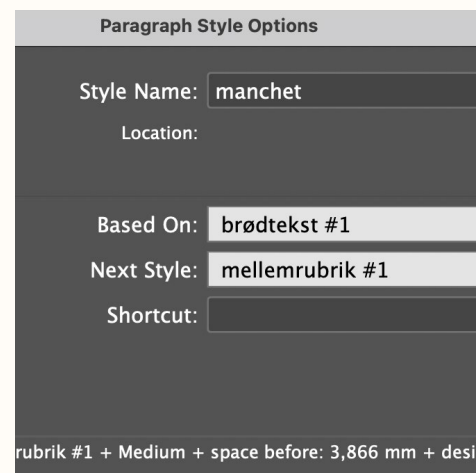 Paragraph Style Options
Style Name: manchet
Location:
Based On: brødtekst #1
Next Style: mellemrubrik #1
Shortcut:
rubrik #1 + Medium + space before: 3,866 mm + desi